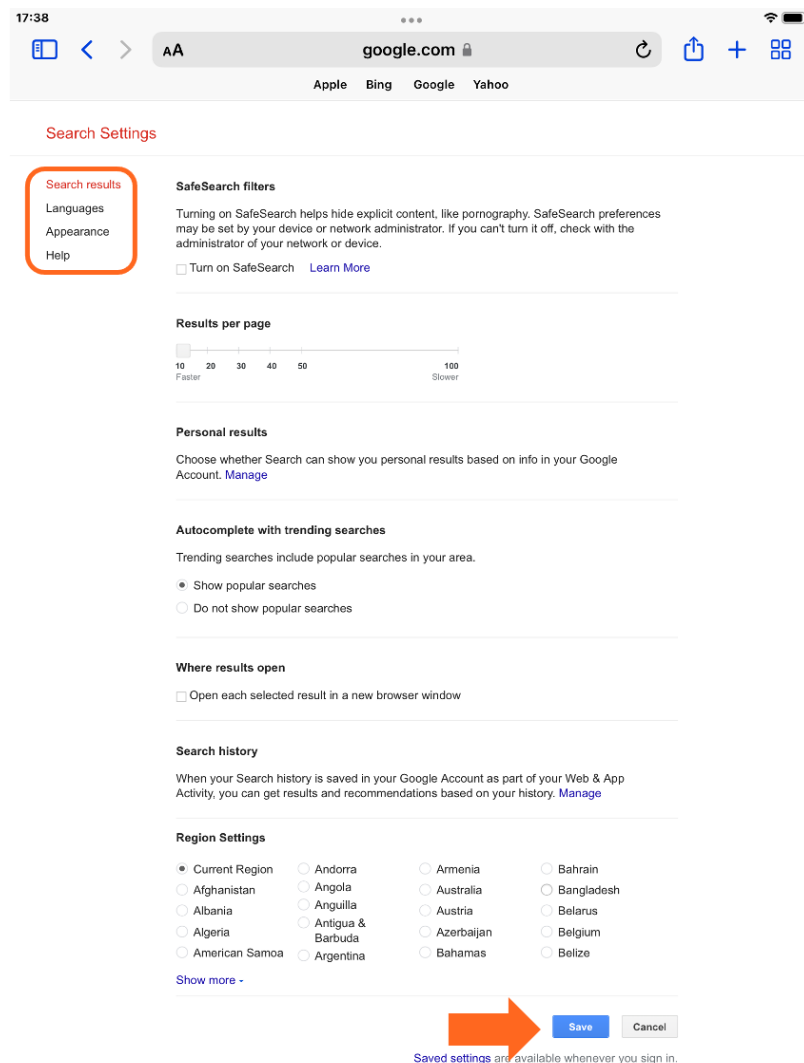 17:38
AA
google.com
Apple Bing Google Yahoo
Search Settings
Search results
Languages
Appearance
Help
SafeSearch filters
Turning on SafeSearch helps hide explicit content, like pornography. SafeSearch preferences
may be set by your device or network administrator. If you can't turn it off, check with the
administrator of your network or device.
Turn on SafeSearch Learn More
Results per page
10 20 30 40 50 100
Faster Slower
Personal results
Choose whether Search can show you personal results based on info in your Google
Account. Manage
Autocomplete with trending searches
Trending searches include popular searches in your area.
Show popular searches
Do not show popular searches
Where results open
Open each selected result in a new browser window
Search history
When your Search history is saved in your Google Account as part of your Web & App
Activity, you can get results and recommendations based on your history. Manage
Region Settings
Current Region
Afghanistan
Albania
Algeria
American Samoa
Andorra
Angola
Anguilla
Antigua &
Barbuda
Argentina
Armenia
Australia
Austria
Azerbaijan
Bahamas
Bahrain
Bangladesh
Belarus
Belgium
Belize
Show more
Save Cancel
Saved settings are available whenever you sign in.